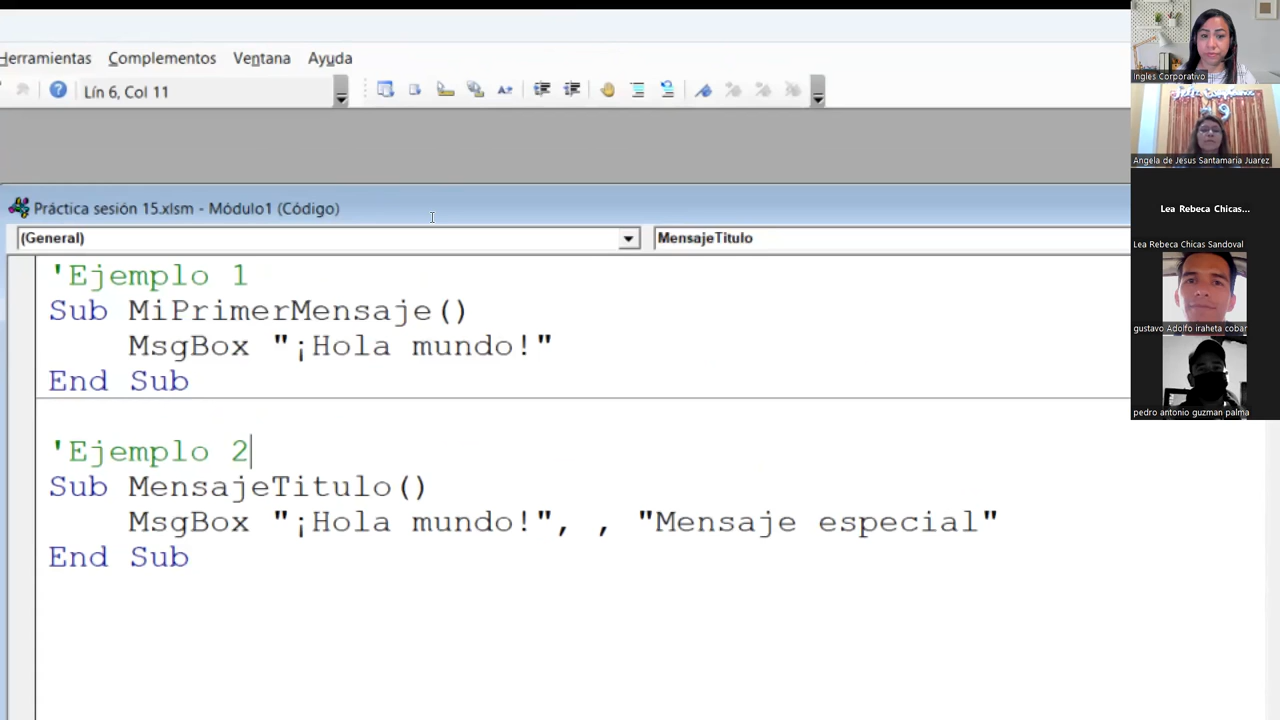 Herramientas Complementos Ventana Ayuda
Lín 6, Col 11
Práctica sesión 15.xlsm - Módulo1 (Código)
(General) MensajeTitulo
'Ejemplo 1
Sub MiPrimerMensaje()
MsgBox "¡Hola mundo!"
End Sub
'Ejemplo 2
Sub MensajeTitulo()
MsgBox "¡Hola mundo!", , "Mensaje especial"
End Sub
Ingles Corporativo
Angela de Jesus Santamaria Juarez
Lea Rebeca Chicas...
Lea Rebeca Chicas Sandoval
gustavo Adolfo iraheta cobar
pedro antonio guzman palma